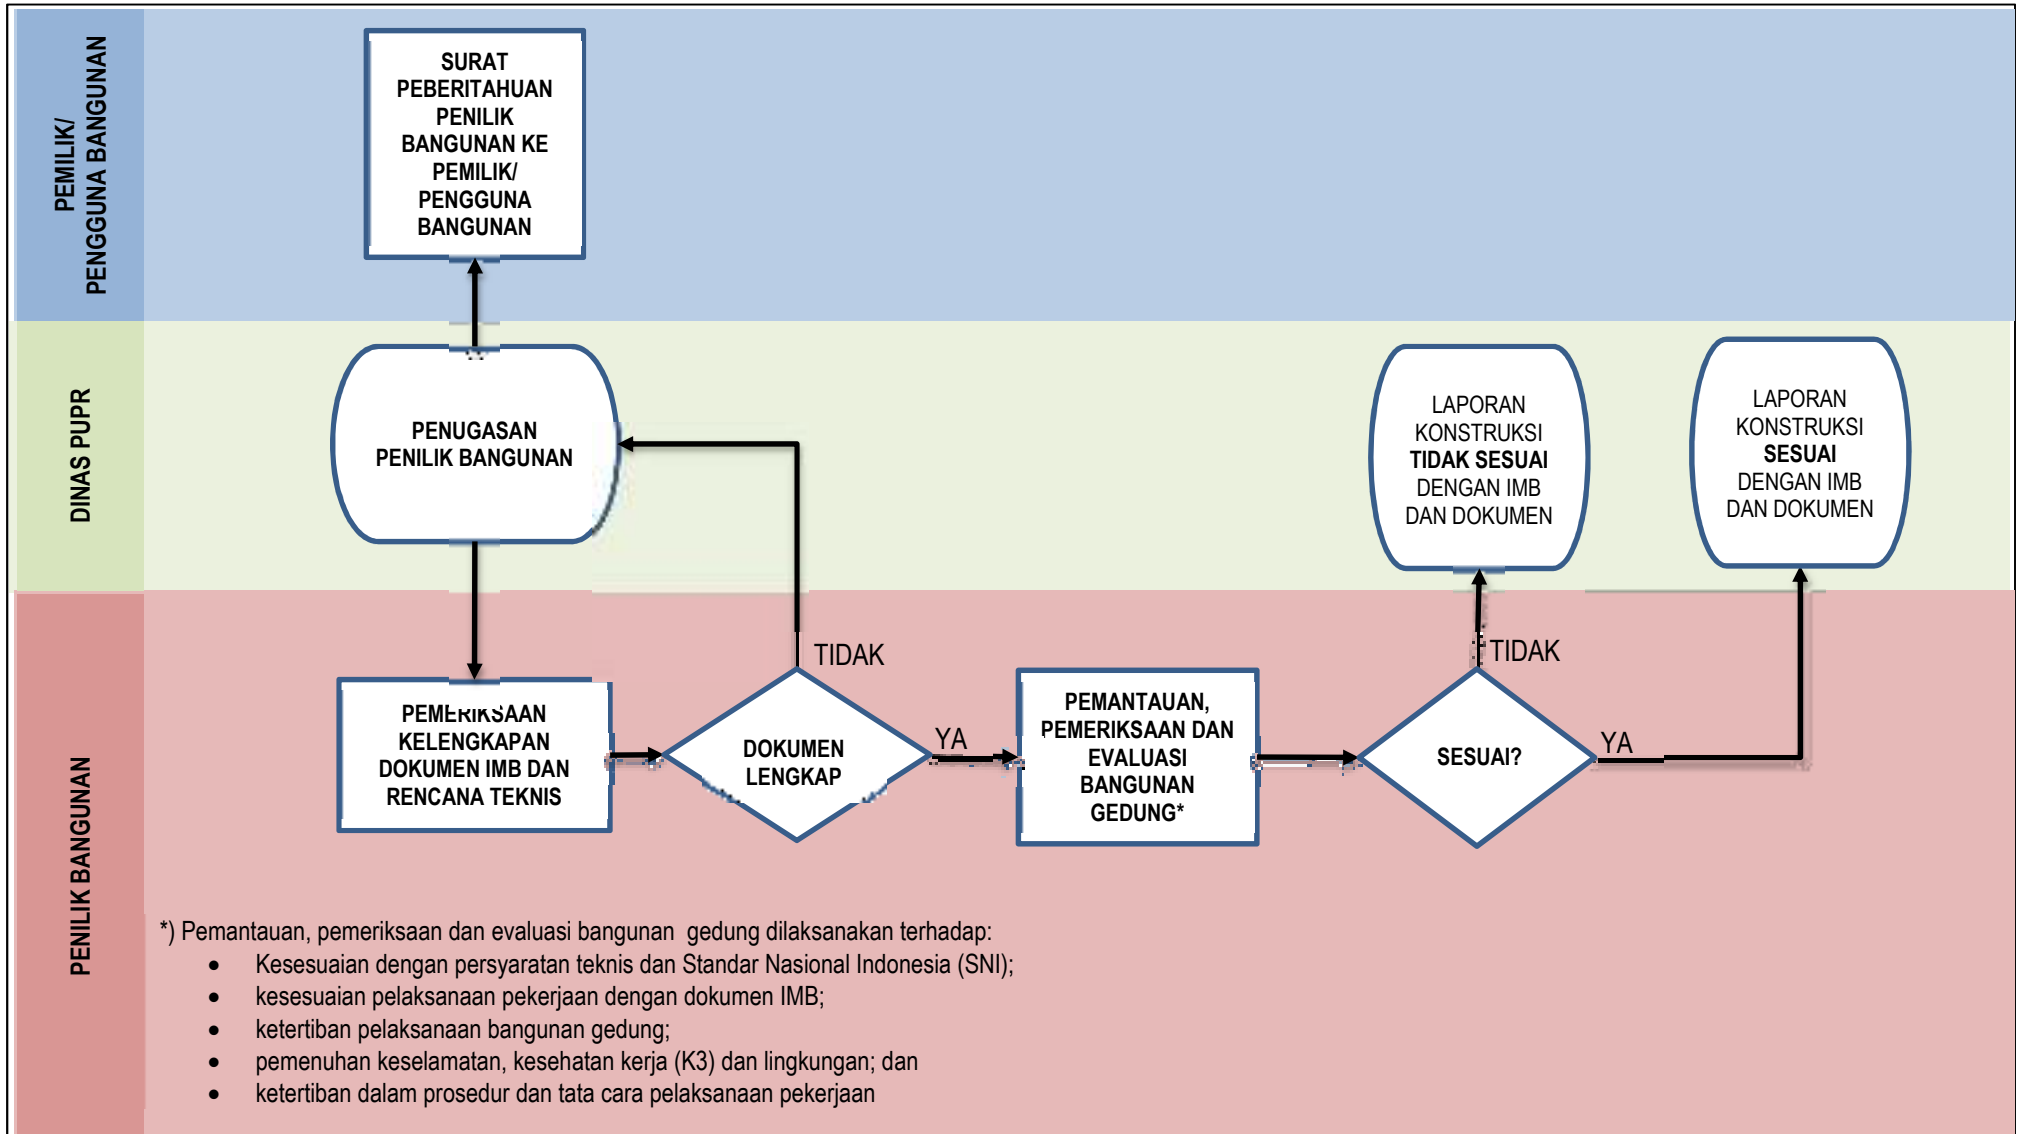 PEMILIK/
PENGGUNA BANGUNAN
SURAT
PEBERITAHUAN
PENILIK
BANGUNAN KE
PEMILIK/
PENGGUNA
BANGUNAN
DINAS PUPR
PENUGASAN
PENILIK BANGUNAN
LAPORAN
KONSTRUKSI
TIDAK SESUAI
DENGAN IMB
DAN DOKUMEN
LAPORAN
KONSTRUKSI
SESUAI
DENGAN IMB
DAN DOKUMEN
PENILIK BANGUNAN
PEMERIKSAAN
KELENGKAPAN
DOKUMEN IMB DAN
RENCANA TEKNIS
TIDAK
DOKUMEN
LENGKAP
YA
PEMANTAUAN,
PEMERIKSAAN DAN
EVALUASI
BANGUNAN
GEDUNG*
TIDAK
SESUAI?
YA
*) Pemantauan, pemeriksaan dan evaluasi bangunan  gedung dilaksanakan terhadap:
• Kesesuaian dengan persyaratan teknis dan Standar Nasional Indonesia (SNI);
• kesesuaian pelaksanaan pekerjaan dengan dokumen IMB;
• ketertiban pelaksanaan bangunan gedung;
• pemenuhan keselamatan, kesehatan kerja (K3) dan lingkungan; dan
• ketertiban dalam prosedur dan tata cara pelaksanaan pekerjaan